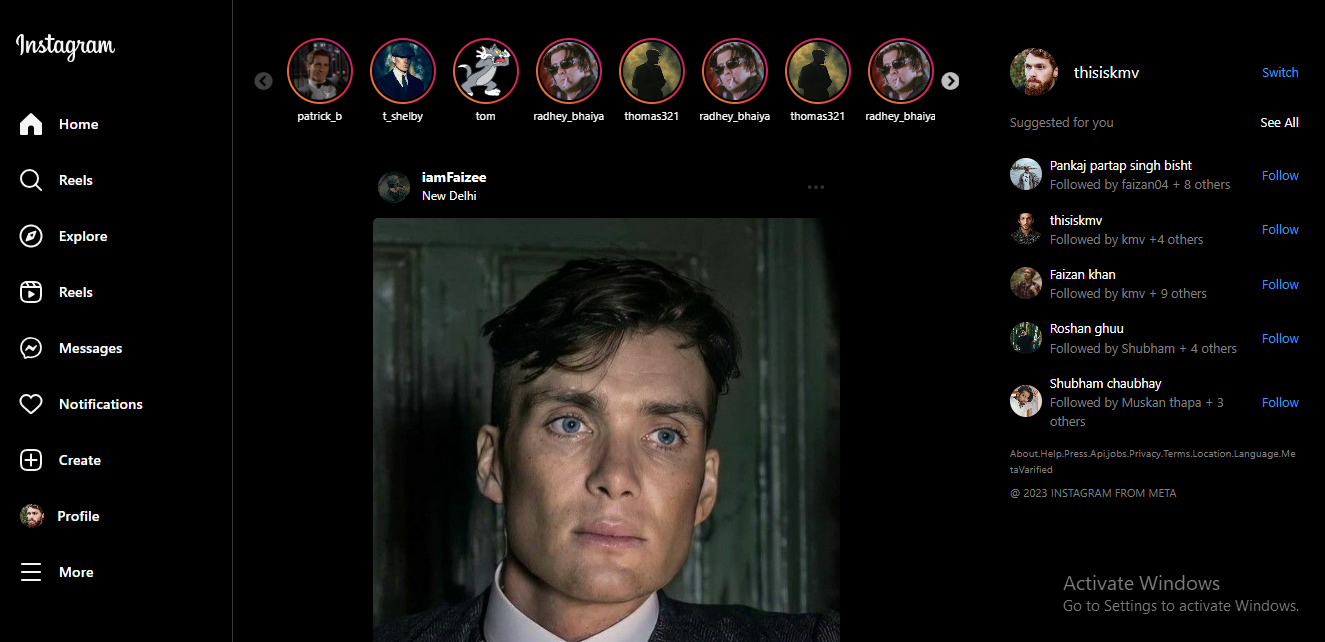 Instagram
Home
Reels
Explore
Reels
Messages
Notifications
Create
Profile
More
patrick_b
t_shelby
tom
radhey_bhaiya
thomas321
radhey_bhaiya
thomas321
radhey_bhaiya
iamFaizee
New Delhi
thisiskmv
Switch
Suggested for you
See All
Pankaj partap singh bisht
Followed by faizan04 + 8 others
Follow
thisiskmv
Followed by kmv +4 others
Follow
Faizan khan
Followed by kmv + 9 others
Follow
Roshan ghuu
Followed by Shubham + 4 others
Follow
Shubham chaubhay
Followed by Muskan thapa + 3
others
Follow
About.Help.Press.Api.jobs.Privacy.Terms.Location.Language.Me
taVarified
@ 2023 INSTAGRAM FROM META
Activate Windows
Go to Settings to activate Windows.